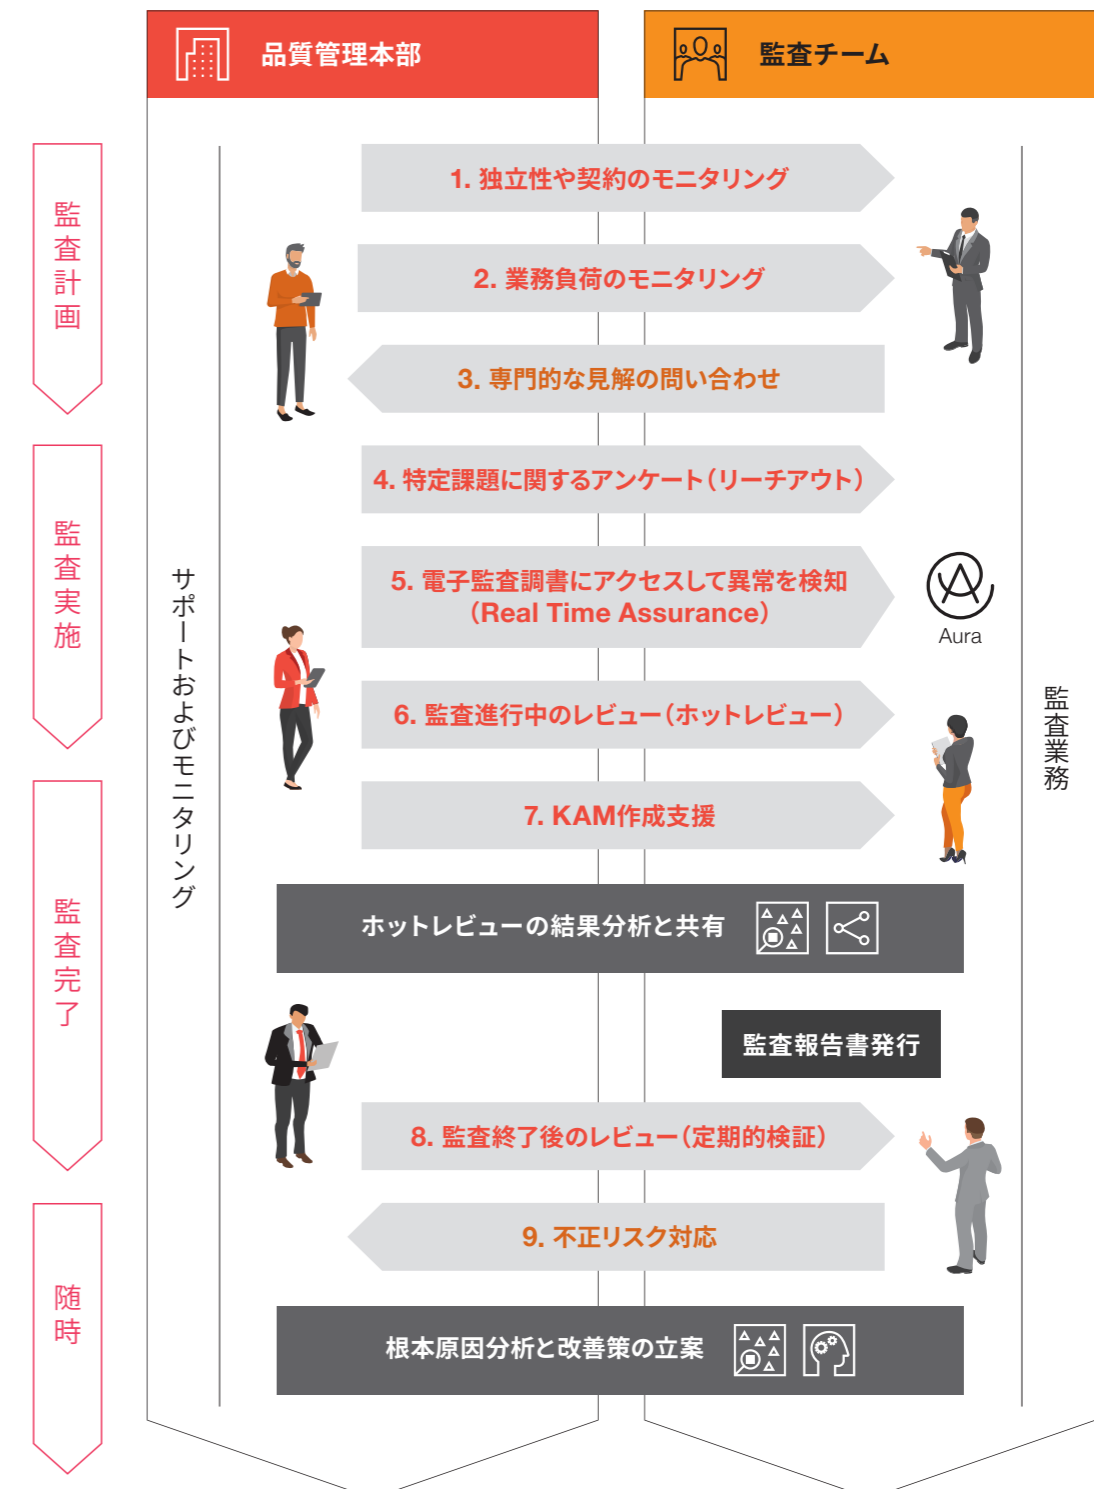 品質管理本部
監査チーム
監査計画
1. 独立性や契約のモニタリング
2. 業務負荷のモニタリング
3. 専門的な見解の問い合わせ
監査実施
4. 特定課題に関するアンケート（リーチアウト）
5. 電子監査調書にアクセスして異常を検知
（Real Time Assurance）
Aura
サポートおよびモニタリング
6. 監査進行中のレビュー（ホットレビュー）
監査業務
7. KAM作成支援
監査完了
ホットレビューの結果分析と共有
監査報告書発行
8. 監査終了後のレビュー（定期的検証）
9. 不正リスク対応
随時
根本原因分析と改善策の立案